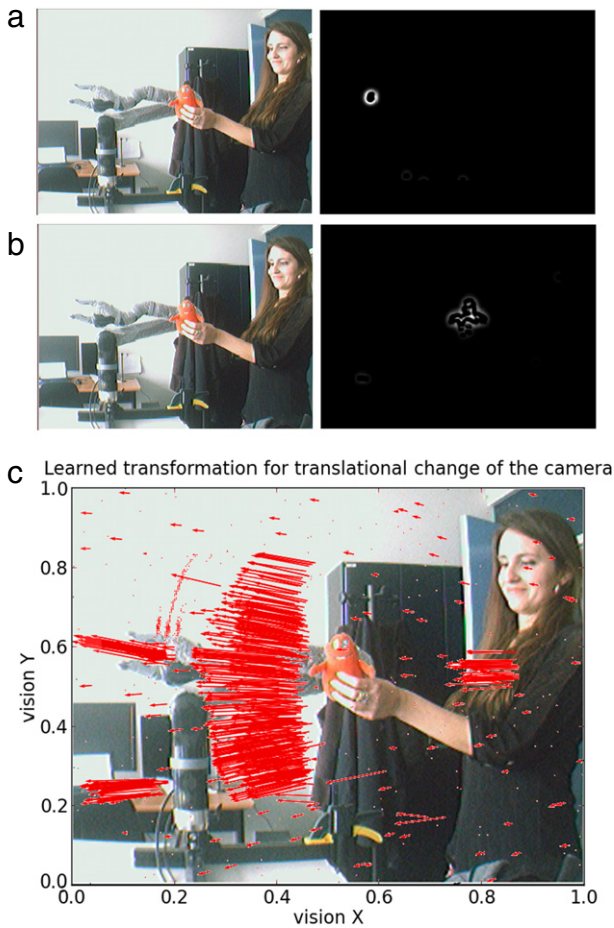 a
b
c
Learned transformation for translational change of the camera
1.0
0.8
0.6
0.4
0.2
0.0
vision Y
0.0 0.2 0.4 0.6 0.8 1.0
vision X